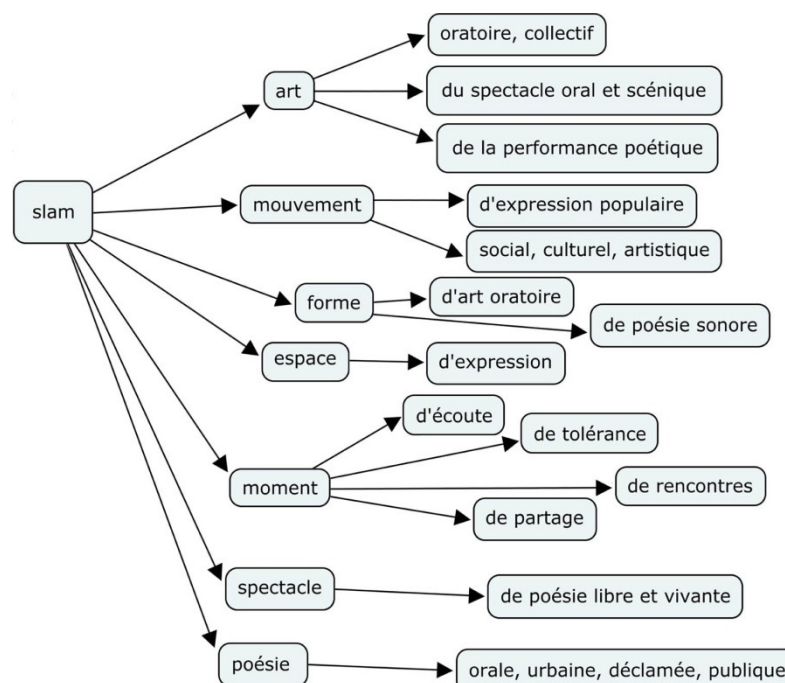 slam
art
oratoire, collectif
du spectacle oral et scénique
de la performance poétique
mouvement
d'expression populaire
social, culturel, artistique
forme
d'art oratoire
de poésie sonore
espace
d'expression
moment
d'écoute
de tolérance
de rencontres
de partage
spectacle
de poésie libre et vivante
poésie
orale, urbaine, déclamée, publique